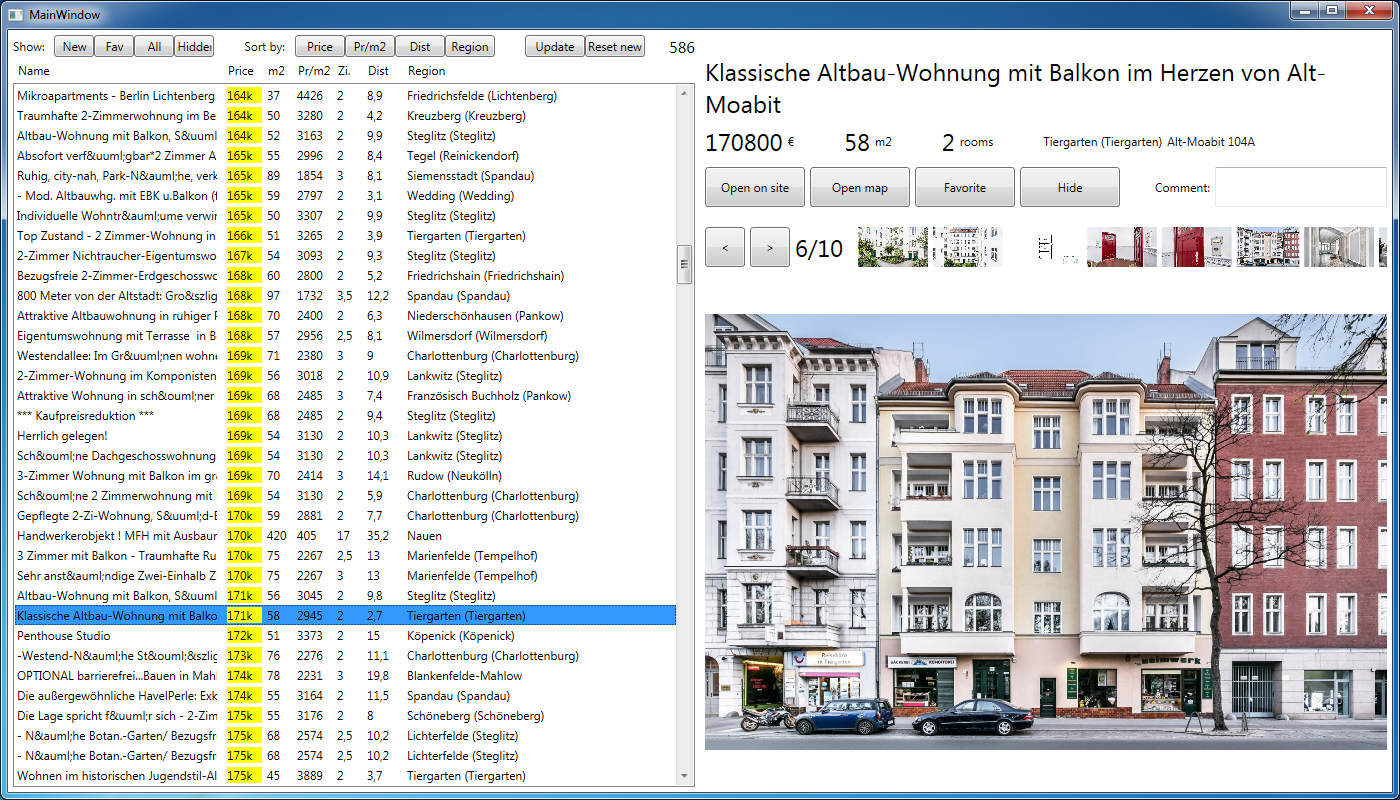 MainWindow
Show: New Fav All Hidden Sort by: Price Pr/m2 Dist Region Update Reset new 586
Name Price m2 Pr/m2 Zi. Dist Region
Mikroapartments - Berlin Lichtenberg 164k 37 4426 2 8,9 Friedrichsfelde (Lichtenberg)
Traumhafte 2-Zimmerwohnung im Be 164k 50 3280 2 4,2 Kreuzberg (Kreuzberg)
Altbau-Wohnung mit Balkon, S&uuml 164k 52 3163 2 9,9 Steglitz (Steglitz)
Absofort verf&uuml;gbar*2 Zimmer A 165k 55 2996 2 8,4 Tegel (Reinickendorf)
Ruhig, city-nah, Park-N&auml;he, verk 165k 89 1854 3 8,1 Siemensstadt (Spandau)
- Mod. Altbauwhg. mit EBK u.Balkon (f 165k 59 2797 2 3,1 Wedding (Wedding)
Individuelle Wohntr&auml;ume verwir 165k 50 3307 2 9,9 Steglitz (Steglitz)
Top Zustand - 2 Zimmer-Wohnung in 166k 51 3265 2 3,9 Tiergarten (Tiergarten)
2-Zimmer Nichtraucher-Eigentumswo 167k 54 3093 2 9,3 Steglitz (Steglitz)
Bezugsfreie 2-Zimmer-Erdgeschosswc 168k 60 2800 2 5,2 Friedrichshain (Friedrichshain)
800 Meter von der Altstadt: Gro&szlig 168k 97 1732 3,5 12,2 Spandau (Spandau)
Attraktive Altbauwohnung in ruhiger F 168k 70 2400 2 6,3 Niederschönhausen (Pankow)
Eigentumswohnung mit Terrasse in B 168k 57 2956 2,5 8,1 Wilmersdorf (Wilmersdorf)
Westendallee: Im Gr&uuml;nen wohne 169k 71 2380 3 9 Charlottenburg (Charlottenburg)
2-Zimmer-Wohnung im Komponisten 169k 56 3018 2 10,9 Lankwitz (Steglitz)
Attraktive Wohnung in sch&ouml;ner 169k 68 2485 3 7,4 Französisch Buchholz (Pankow)
*** Kaufpreisreduktion *** 169k 68 2485 2 9,4 Steglitz (Steglitz)
Herrlich gelegen! 169k 54 3130 2 10,3 Lankwitz (Steglitz)
Sch&ouml;ne Dachgeschosswohnung 169k 54 3130 2 10,3 Lankwitz (Steglitz)
3-Zimmer Wohnung mit Balkon im gr 169k 70 2414 3 14,1 Rudow (Neukölln)
Sch&ouml;ne 2 Zimmerwohnung mit 169k 54 3130 2 5,9 Charlottenburg (Charlottenburg)
Gepflegte 2-Zi-Wohnung, S&uuml;d-E 170k 59 2881 2 7,7 Charlottenburg (Charlottenburg)
Handwerkerobjekt ! MFH mit Ausbaur 170k 420 405 17 35,2 Nauen
3 Zimmer mit Balkon - Traumhafte Ru 170k 75 2267 2,5 13 Marienfelde (Tempelhof)
Sehr anst&auml;ndige Zwei-Einhalb Z 170k 75 2267 3 13 Marienfelde (Tempelhof)
Altbau-Wohnung mit Balkon, S&uuml 171k 56 3045 2 9,8 Steglitz (Steglitz)
Klassische Altbau-Wohnung mit Balko 171k 58 2945 2 2,7 Tiergarten (Tiergarten)
Penthouse Studio 172k 51 3373 2 15 Köpenick (Köpenick)
-Westend-N&auml;he St&ouml;&szlig 173k 76 2276 2 11,1 Charlottenburg (Charlottenburg)
OPTIONAL barrierefrei...Bauen in Mahl 174k 78 2231 3 19,8 Blankenfelde-Mahlow
Die außergewöhnliche HavelPerle: Exk 174k 55 3164 2 11,5 Spandau (Spandau)
Die Lage spricht f&uuml;r sich - 2-Zim 175k 55 3176 2 8 Schöneberg (Schöneberg)
- N&auml;he Botan.-Garten/ Bezugsfr 175k 68 2574 2,5 10,2 Lichterfelde (Steglitz)
- N&auml;he Botan.-Garten/ Bezugsfr 175k 68 2574 2,5 10,2 Lichterfelde (Steglitz)
Wohnen im historischen Jugendstil-Al 175k 45 3889 2 3,7 Tiergarten (Tiergarten)
Klassische Altbau-Wohnung mit Balkon im Herzen von Alt-
Moabit
170800 € 58 m2 2 rooms Tiergarten (Tiergarten) Alt-Moabit 104A
Open on site Open map Favorite Hide Comment:
< > 6/10
Reisebüro
in Tiergarten
BÄCKEREI KONDITOREI